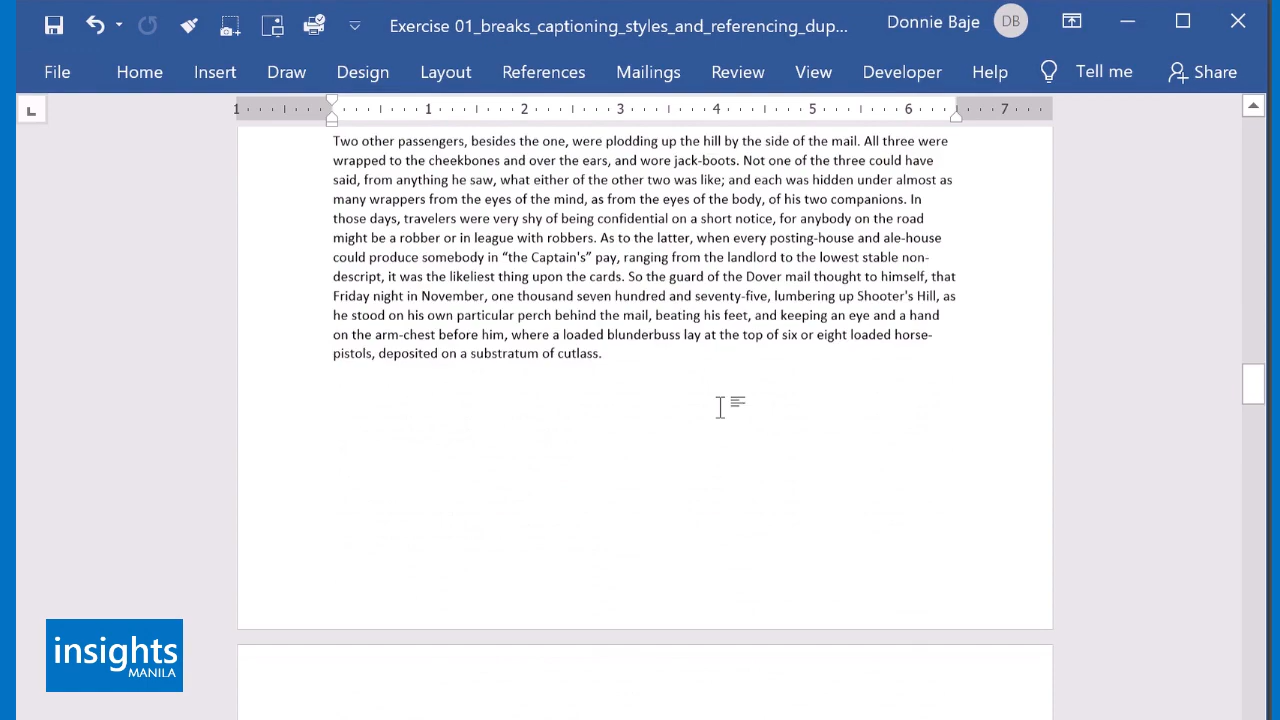 Exercise 01_breaks_captioning_styles_and_referencing_dup...
Donnie Baje
DB
File
Home
Insert
Draw
Design
Layout
References
Mailings
Review
View
Developer
Help
Tell me
Share
1 1 2 3 4 5 6 7
Two other passengers, besides the one, were plodding up the hill by the side of the mail. All three were
wrapped to the cheekbones and over the ears, and wore jack-boots. Not one of the three could have
said, from anything he saw, what either of the other two was like; and each was hidden under almost as
many wrappers from the eyes of the mind, as from the eyes of the body, of his two companions. In
those days, travelers were very shy of being confidential on a short notice, for anybody on the road
might be a robber or in league with robbers. As to the latter, when every posting-house and ale-house
could produce somebody in “the Captain's” pay, ranging from the landlord to the lowest stable non-
descript, it was the likeliest thing upon the cards. So the guard of the Dover mail thought to himself, that
Friday night in November, one thousand seven hundred and seventy-five, lumbering up Shooter's Hill, as
he stood on his own particular perch behind the mail, beating his feet, and keeping an eye and a hand
on the arm-chest before him, where a loaded blunderbuss lay at the top of six or eight loaded horse-
pistols, deposited on a substratum of cutlass.
insights
MANILA